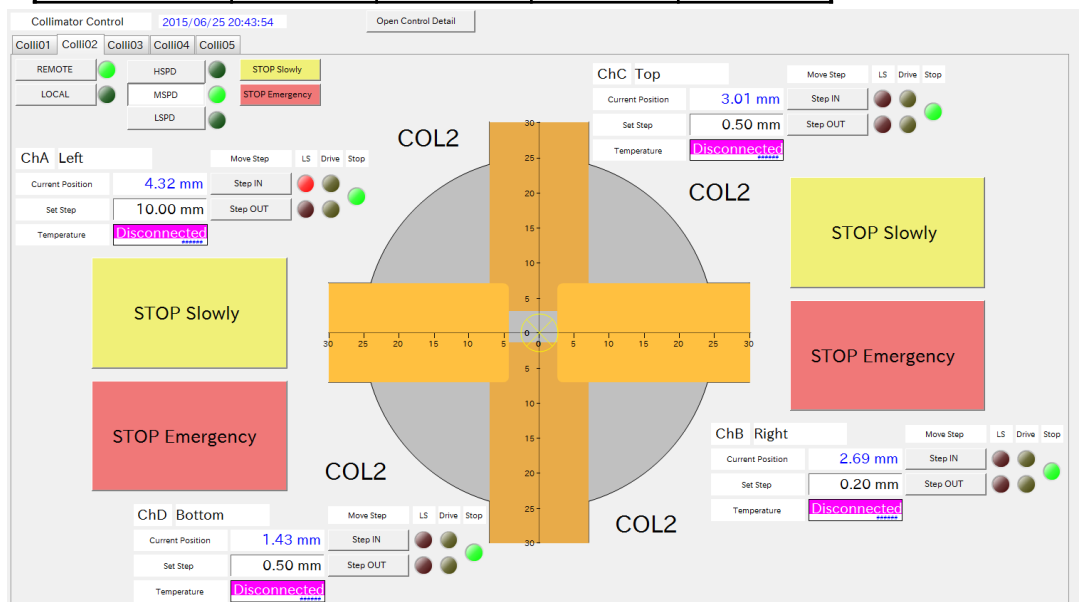 Collimator Control 2015/06/25 20:43:54 Open Control Detail
Colli01 Colli02 Colli03 Colli04 Colli05
REMOTE HSPD STOP Slowly
LOCAL MSPD STOP Emergency
LSPD
ChC Top Move Step LS Drive Stop
Current Position 3.01 mm Step IN
Set Step 0.50 mm Step OUT
Temperature Disconnected ******
ChA Left Move Step LS Drive Stop
Current Position 4.32 mm Step IN
Set Step 10.00 mm Step OUT
Temperature Disconnected ******
COL2
COL2
STOP Slowly
STOP Emergency
STOP Slowly
STOP Emergency
30
25
20
15
10
5
0
30 25 20 15 10 5 0 5 10 15 20 25 30
5
10
15
20
25
30
COL2
COL2
ChB Right Move Step LS Drive Stop
Current Position 2.69 mm Step IN
Set Step 0.20 mm Step OUT
Temperature Disconnected ******
ChD Bottom Move Step LS Drive Stop
Current Position 1.43 mm Step IN
Set Step 0.50 mm Step OUT
Temperature Disconnected ******